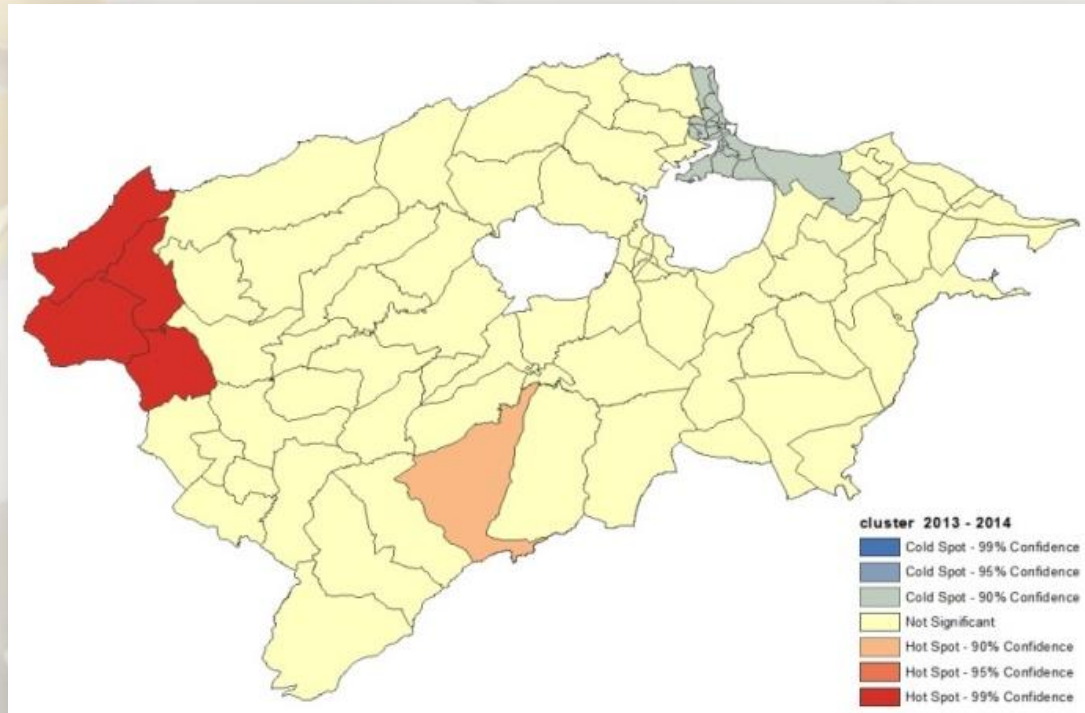 cluster 2013 - 2014
Cold Spot - 99% Confidence
Cold Spot - 95% Confidence
Cold Spot - 90% Confidence
Not Significant
Hot Spot - 90% Confidence
Hot Spot - 95% Confidence
Hot Spot - 99% Confidence